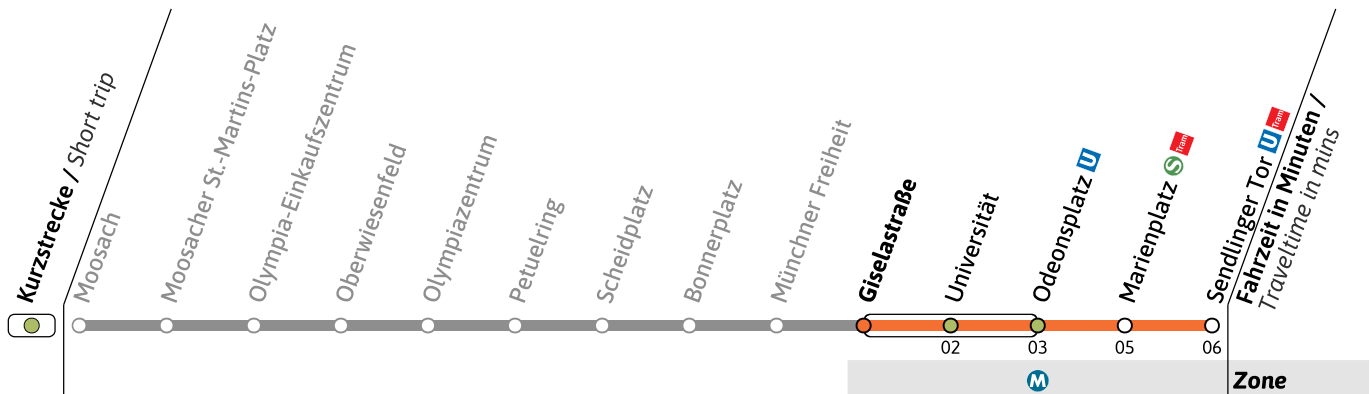 Kurzstrecke / Short trip
Moosach
Moosacher St.-Martins-Platz
Olympia-Einkaufszentrum
Oberwiesenfeld
Olympiazentrum
Petuelring
Scheidplatz
Bonnerplatz
Münchner Freiheit
Giselastraße
Universität
Odeonsplatz U
Marienplatz S Tram
Sendlinger Tor U Tram
Fahrzeit in Minuten /
Traveltime in mins
02
03
05
06
M
Zone